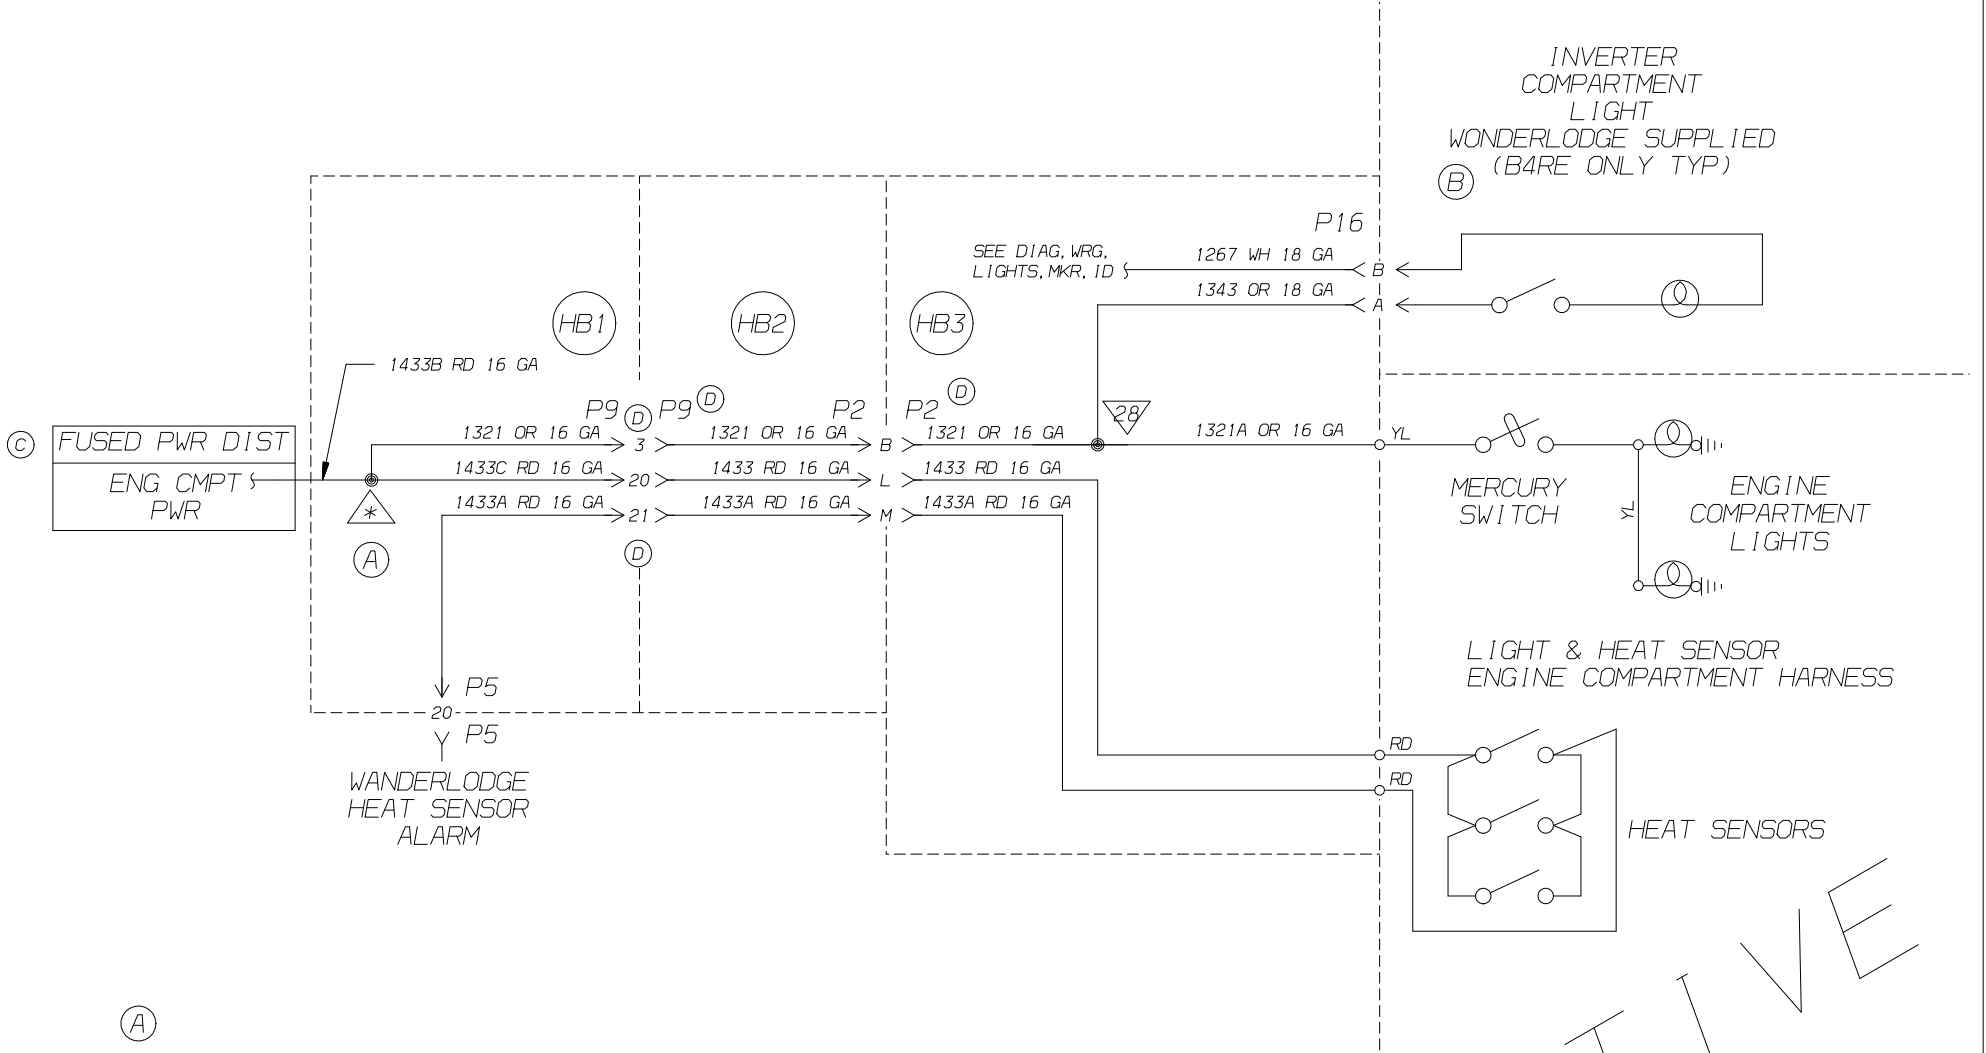 INVERTER
COMPARTMENT
LIGHT
WONDERLODGE SUPPLIED
(B4RE ONLY TYP)
B
P16
SEE DIAG, WRG,
LIGHTS, MKR, ID
1267 WH 18 GA
B
1343 OR 18 GA
A
HB1
HB2
HB3
1433B RD 16 GA
P9
D
P9
D
P2
P2
D
28
C
FUSED PWR DIST
ENG CMPT
PWR
1321 OR 16 GA
3
1321 OR 16 GA
B
1321 OR 16 GA
1321A OR 16 GA
YL
1433C RD 16 GA
20
1433 RD 16 GA
L
1433 RD 16 GA
1433A RD 16 GA
21
1433A RD 16 GA
M
1433A RD 16 GA
*
A
D
MERCURY
SWITCH
YL
ENGINE
COMPARTMENT
LIGHTS
LIGHT & HEAT SENSOR
ENGINE COMPARTMENT HARNESS
P5
20
P5
WANDERLODGE
HEAT SENSOR
ALARM
RD
RD
HEAT SENSORS
A
TIVE